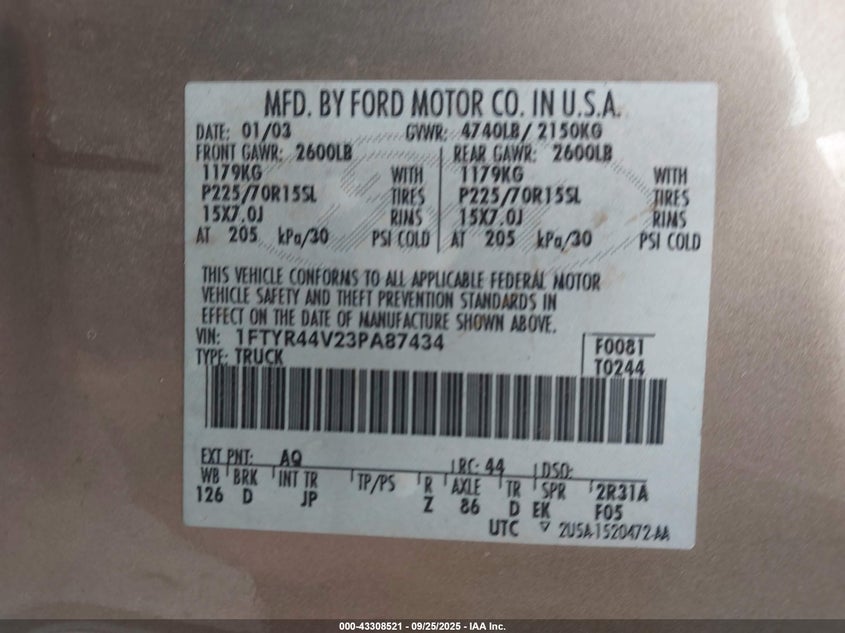 MFD. BY FORD MOTOR CO. IN U.S.A.
DATE: 01/03 GVWR: 4740LB/ 2150KG
FRONT GAWR: 2600LB REAR GAWR: 2600LB
1179KG WITH 1179KG WITH
P225/70R15SL TIRES P225/70R15SL TIRES
15X7.0J RIMS 15X7.0J RIMS
AT 205 kPa/30 PSI COLD AT 205 kPa/30 PSI COLD
THIS VEHICLE CONFORMS TO ALL APPLICABLE FEDERAL MOTOR
VEHICLE SAFETY AND THEFT PREVENTION STANDARDS IN
EFFECT ON THE DATE OF MANUFACTURE SHOWN ABOVE.
VIN: 1FTYR44V23PA87434 F0081
TYPE: TRUCK T0244
EXT PNT: AQ RC: 44 DSO:
WB BRK INT TR TP/PS R AXLE TR SPR 2R31A
126 D JP Z 86 D EK F05
UTC 2U5A-1520472-AA
000-43308521 - 09/25/2025 - IAA Inc.